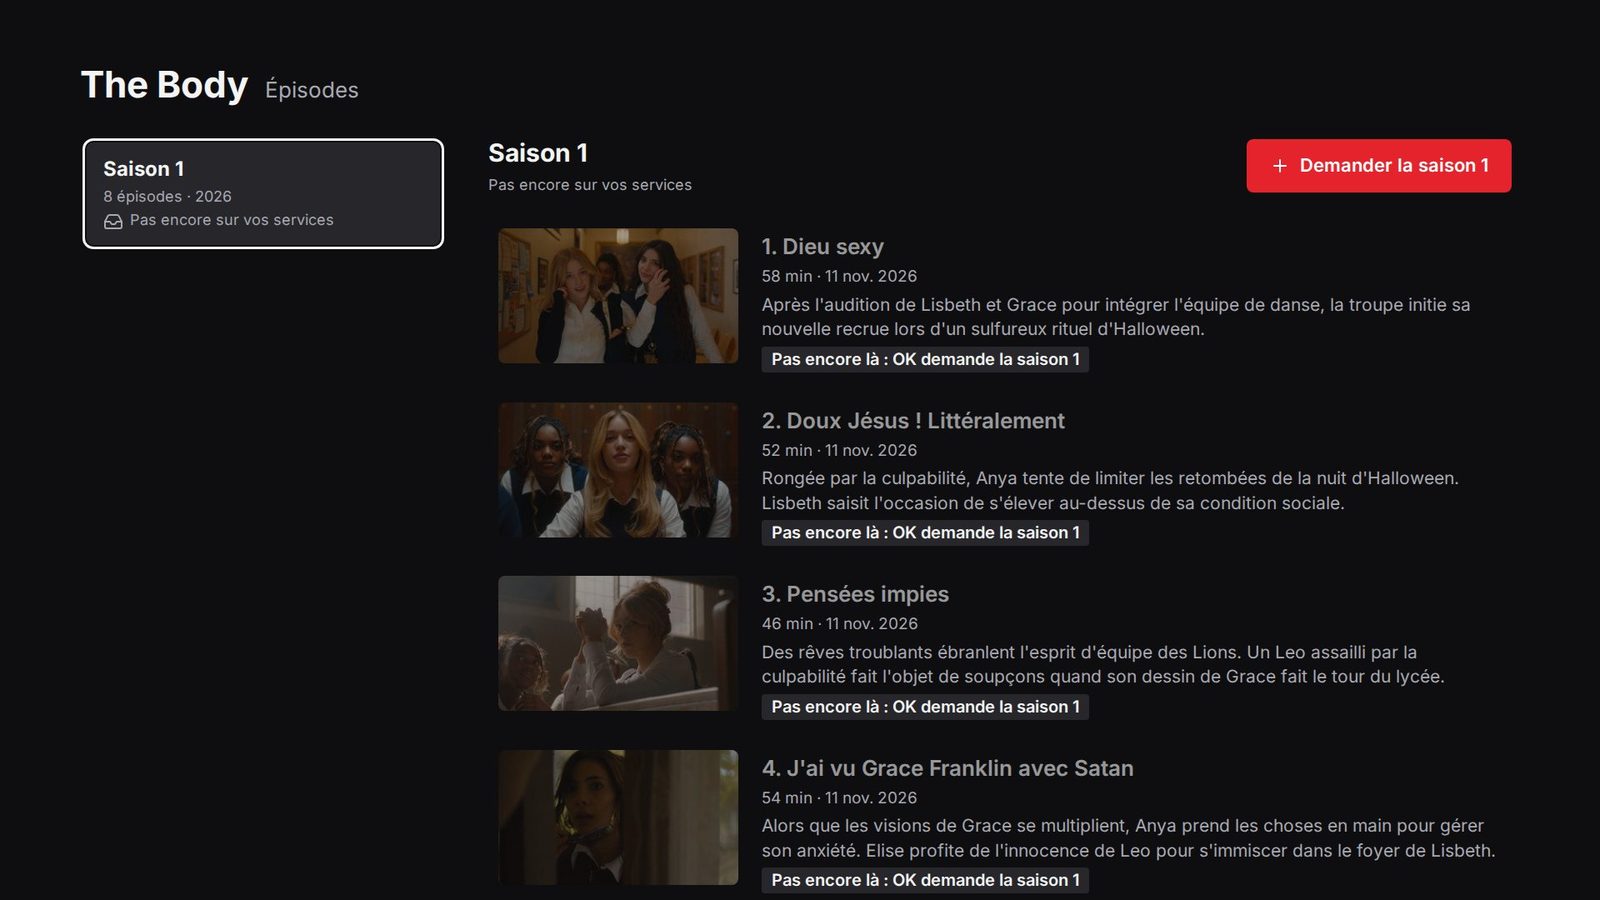 The Body Épisodes
Saison 1
8 épisodes · 2026
Pas encore sur vos services
Saison 1
Pas encore sur vos services
+ Demander la saison 1
1. Dieu sexy
58 min · 11 nov. 2026
Après l'audition de Lisbeth et Grace pour intégrer l'équipe de danse, la troupe initie sa
nouvelle recrue lors d'un sulfureux rituel d'Halloween.
Pas encore là : OK demande la saison 1
2. Doux Jésus ! Littéralement
52 min · 11 nov. 2026
Rongée par la culpabilité, Anya tente de limiter les retombées de la nuit d'Halloween.
Lisbeth saisit l'occasion de s'élever au-dessus de sa condition sociale.
Pas encore là : OK demande la saison 1
3. Pensées impies
46 min · 11 nov. 2026
Des rêves troublants ébranlent l'esprit d'équipe des Lions. Un Leo assailli par la
culpabilité fait l'objet de soupçons quand son dessin de Grace fait le tour du lycée.
Pas encore là : OK demande la saison 1
4. J'ai vu Grace Franklin avec Satan
54 min · 11 nov. 2026
Alors que les visions de Grace se multiplient, Anya prend les choses en main pour gérer
son anxiété. Elise profite de l'innocence de Leo pour s'immiscer dans le foyer de Lisbeth.
Pas encore là : OK demande la saison 1